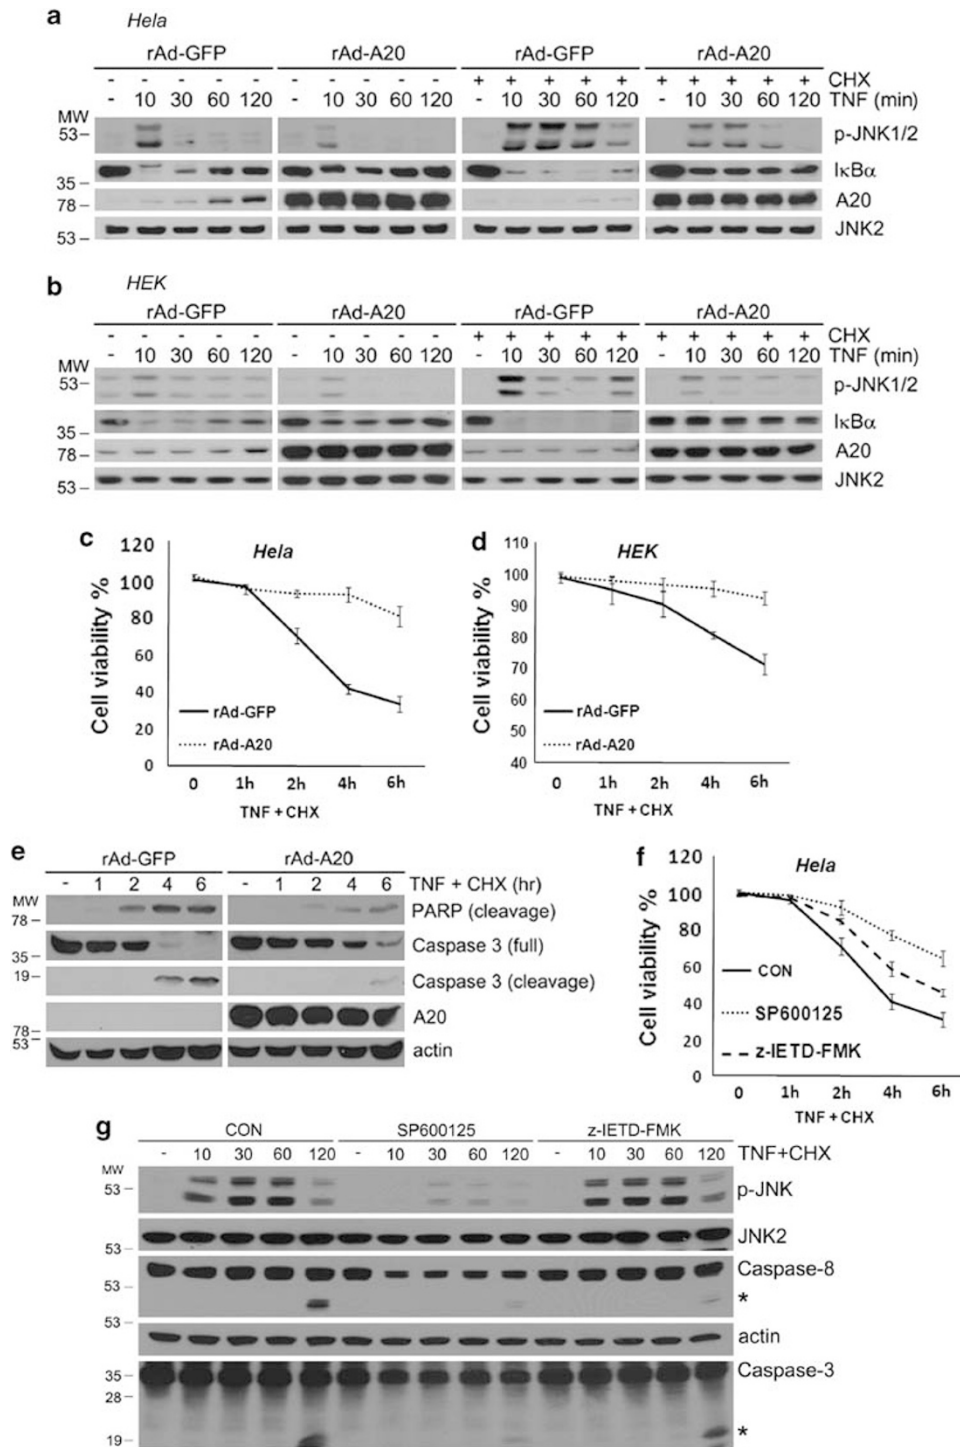 a Hela
rAd-GFP rAd-A20 rAd-GFP rAd-A20
- - - - - - - - - - + + + + + + + + + + CHX
- 10 30 60 120 - 10 30 60 120 - 10 30 60 120 - 10 30 60 120 TNF (min)
MW
53 p-JNK1/2
IκBα
35
78 A20
53 JNK2
b HEK
rAd-GFP rAd-A20 rAd-GFP rAd-A20
- - - - - - - - - - + + + + + + + + + + CHX
- 10 30 60 120 - 10 30 60 120 - 10 30 60 120 - 10 30 60 120 TNF (min)
MW
53 p-JNK1/2
IκBα
35
78 A20
53 JNK2
c Hela
Cell viability %
120
100
80
60
40
20
0
rAd-GFP
rAd-A20
0 1h 2h 4h 6h
TNF + CHX
d HEK
Cell viability %
110
100
90
80
70
60
50
40
rAd-GFP
rAd-A20
0 1h 2h 4h 6h
TNF + CHX
e rAd-GFP rAd-A20
- 1 2 4 6 - 1 2 4 6 TNF + CHX (hr)
MW
78 PARP (cleavage)
Caspase 3 (full)
35
19 Caspase 3 (cleavage)
A20
78
53 actin
f Hela
Cell viability %
120
100
80
60
40
20
0
CON
SP600125
z-IETD-FMK
0 1h 2h 4h 6h
TNF + CHX
g CON SP600125 z-IETD-FMK
- 10 30 60 120 - 10 30 60 120 - 10 30 60 120 TNF+CHX
MW
53 p-JNK
JNK2
53
Caspase-8
53
*
53
actin
Caspase-3
35
28
*
19